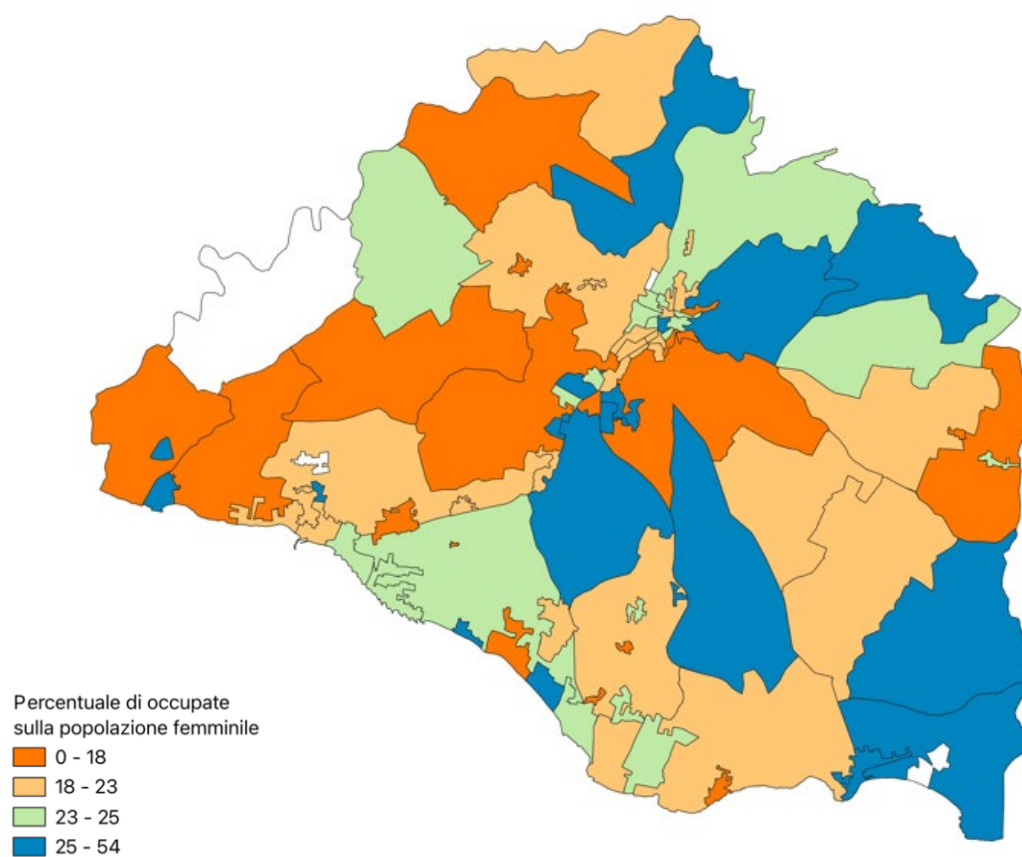 Percentuale di occupate
sulla popolazione femminile
0 - 18
18 - 23
23 - 25
25 - 54